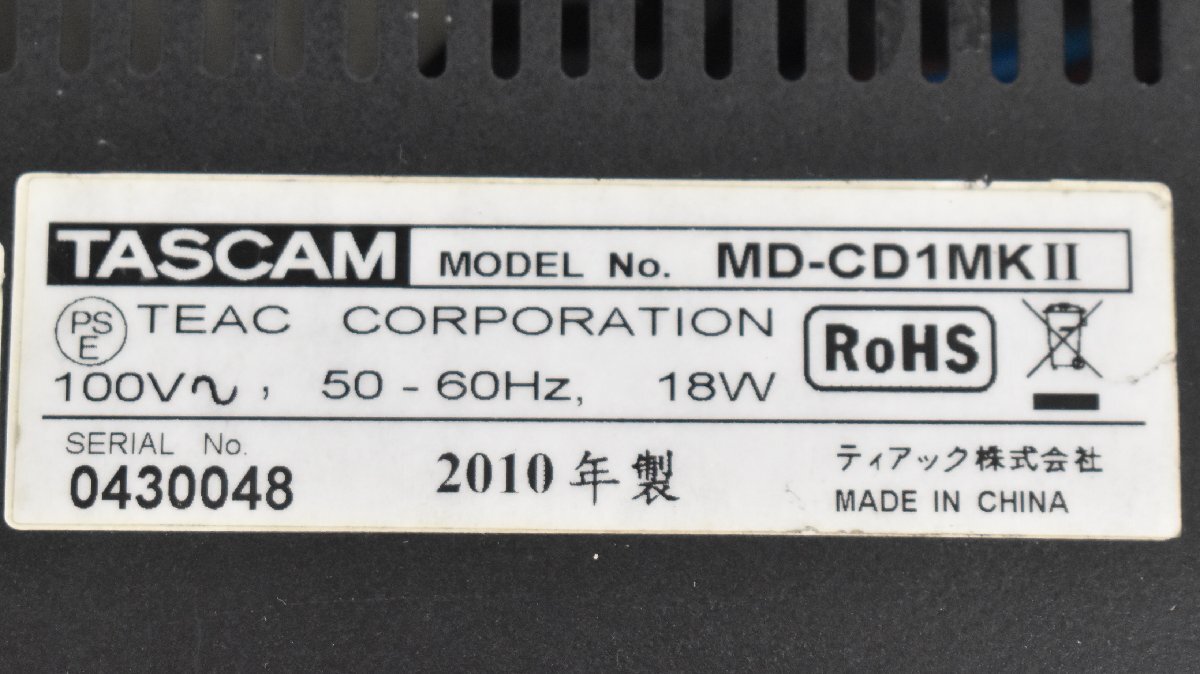 TASCAM MODEL No. MD-CD1MKII
PSE TEAC CORPORATION
RoHS
100V~, 50-60Hz, 18W
SERIAL No.
0430048
2010年製
ティアック株式会社
MADE IN CHINA